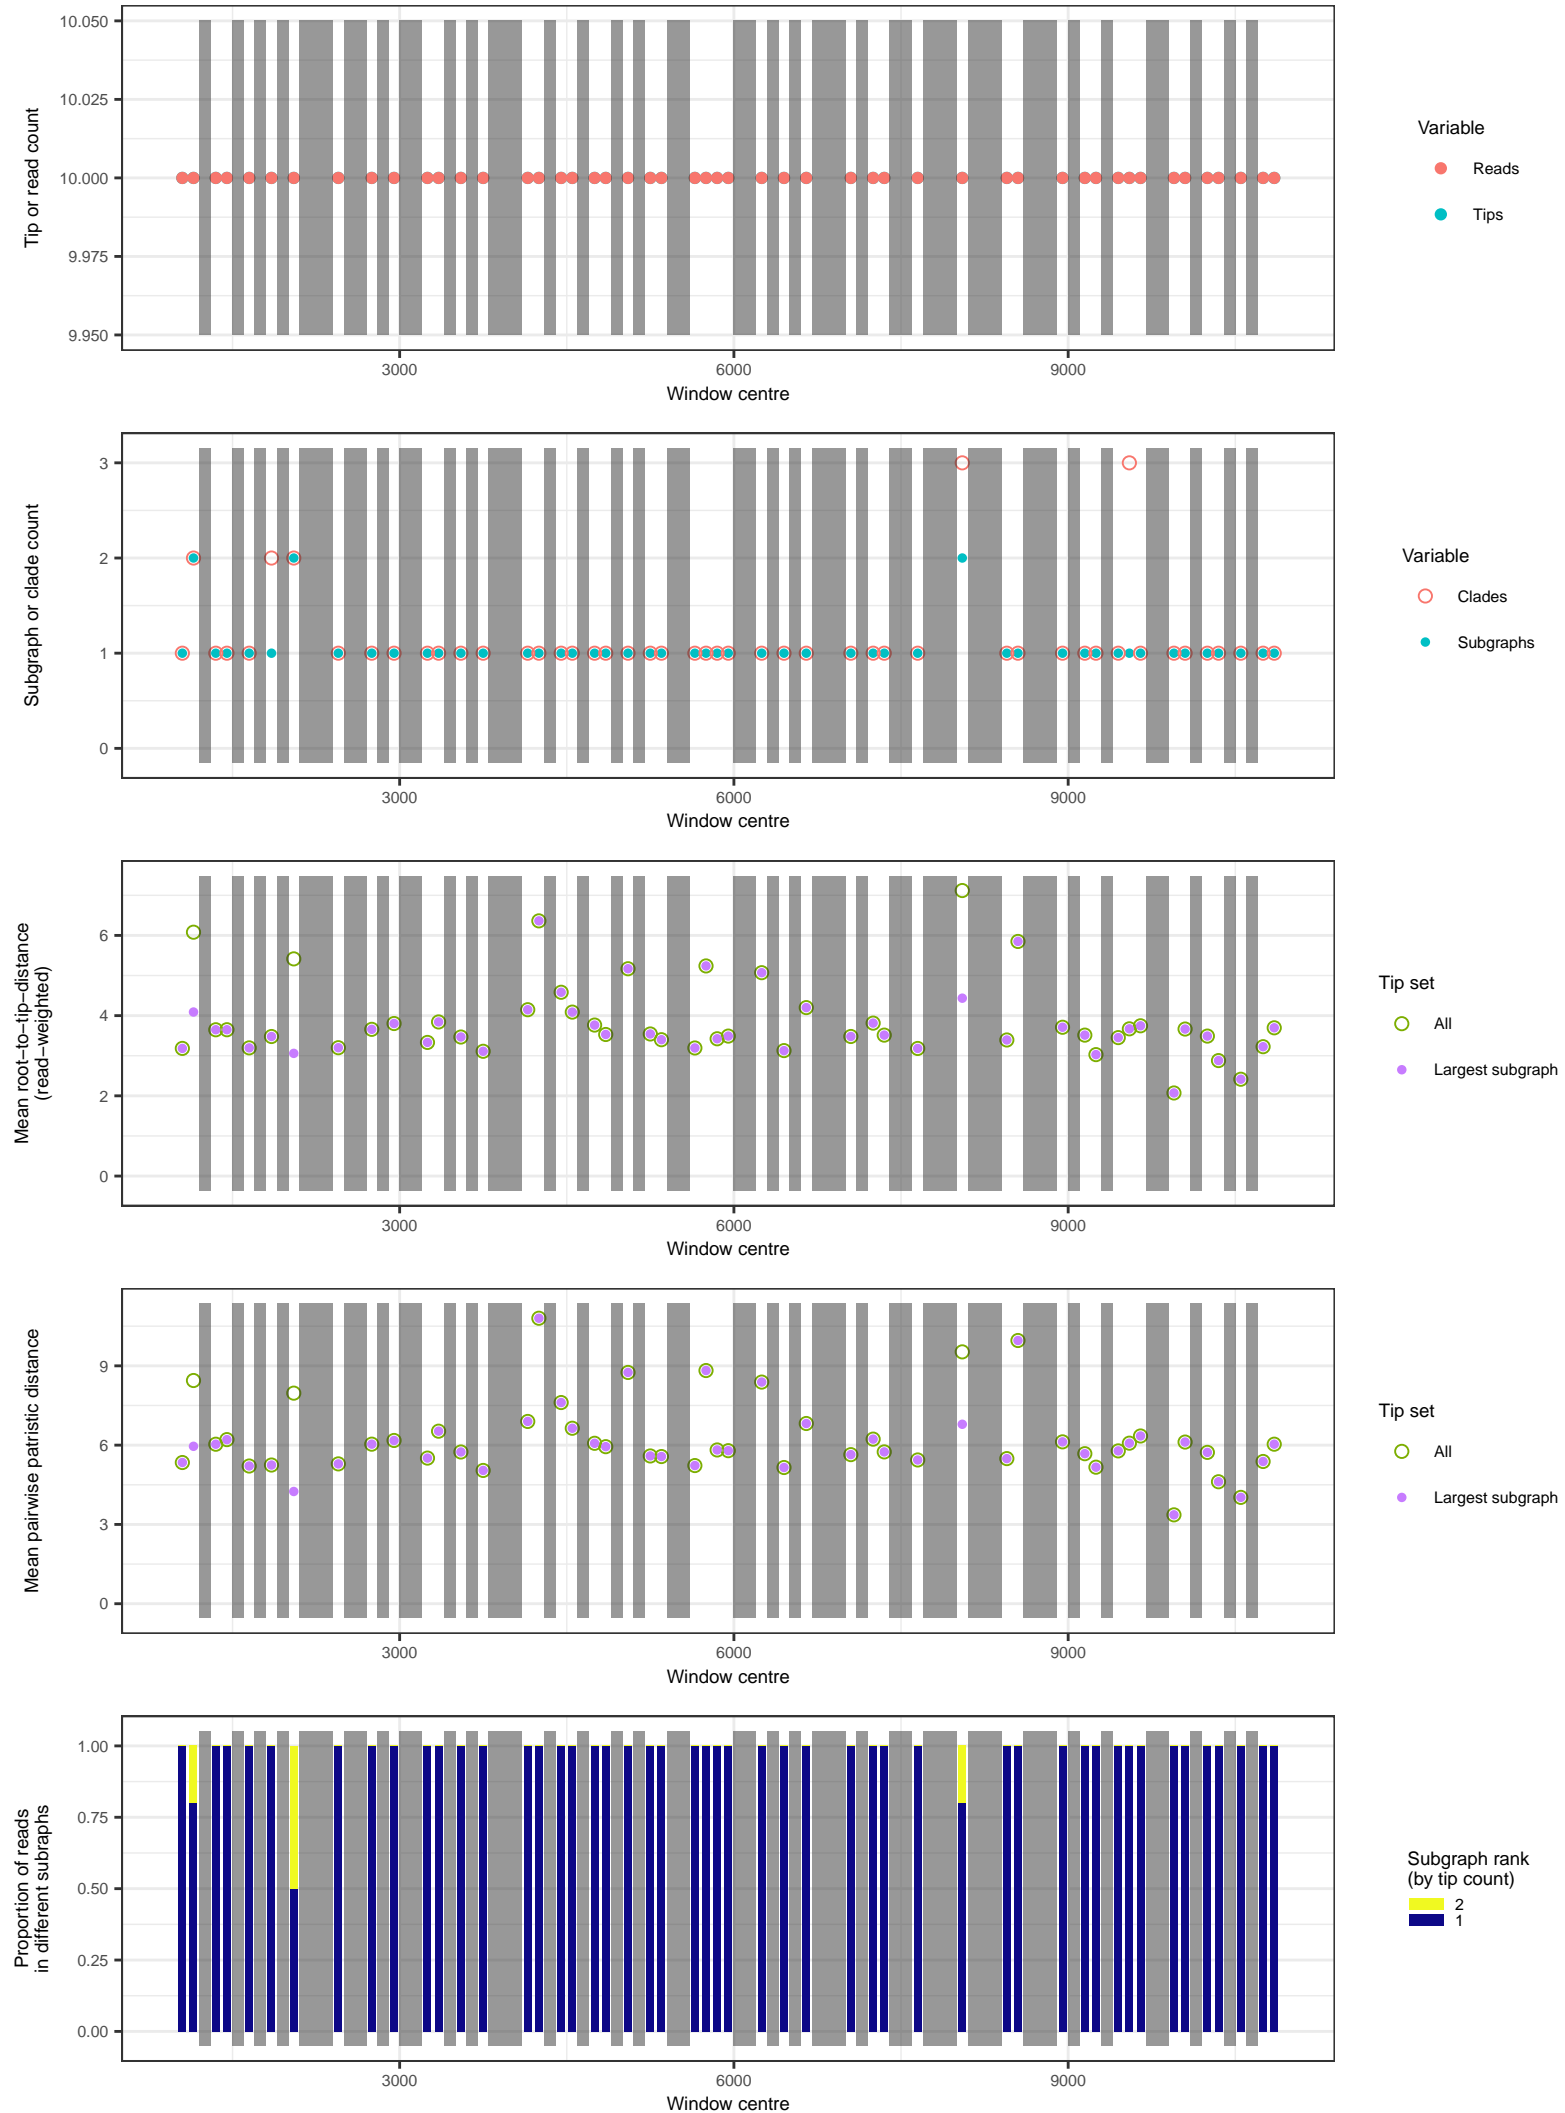 10.050
10.025
10.000
9.975
9.950
Tip or read count
3000
6000
9000
Window centre
Variable
Reads
Tips
3
2
1
0
Subgraph or clade count
3000
6000
9000
Window centre
Variable
Clades
Subgraphs
6
4
2
0
Mean root−to−tip−distance
(read−weighted)
3000
6000
9000
Window centre
Tip set
All
Largest subgraph
9
6
3
0
Mean pairwise patristic distance
3000
6000
9000
Window centre
Tip set
All
Largest subgraph
1.00
0.75
0.50
0.25
0.00
Proportion of reads
in different subraphs
3000
6000
9000
Window centre
Subgraph rank
(by tip count)
2
1